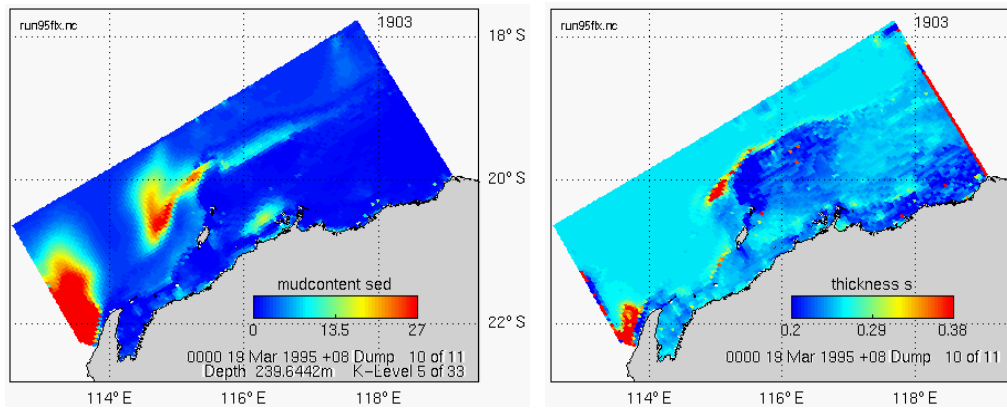 run95flx.nc
1903
18° S
20° S
22° S
mudcontent sed
0 13.5 27
0000 19 Mar 1995 +08 Dump 10 of 11
Depth 239.6442m K-Level 5 of 33
114° E 116° E 118° E
run95flx.nc
1903
thickness s
0.2 0.29 0.38
0000 19 Mar 1995 +08 Dump 10 of 11
114° E 116° E 118° E